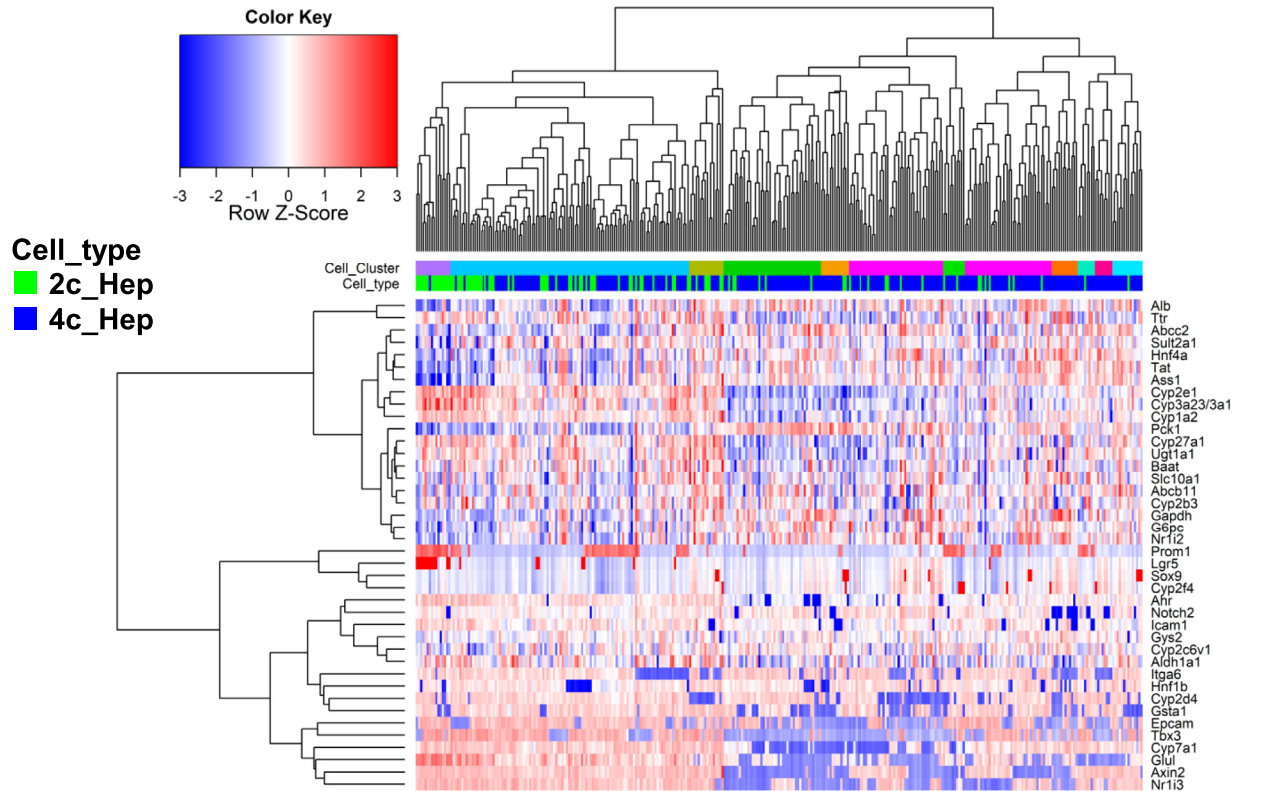 Color Key
-3 -2 -1 0 1 2 3
Row Z-Score
Cell_type
2c_Hep
4c_Hep
Cell_Cluster
Cell_type
Alb
Ttr
Abcc2
Sult2a1
Hnf4a
Tat
Ass1
Cyp2e1
Cyp3a23/3a1
Cyp1a2
Pck1
Cyp27a1
Ugt1a1
Baat
Slc10a1
Abcb11
Cyp2b3
Gapdh
G6pc
Nr1i2
Prom1
Lgr5
Sox9
Cyp2f4
Ahr
Notch2
Icam1
Gys2
Cyp2c6v1
Aldh1a1
Itga6
Hnf1b
Cyp2d4
Gsta1
Epcam
Tbx3
Cyp7a1
Glul
Axin2
Nr1i3